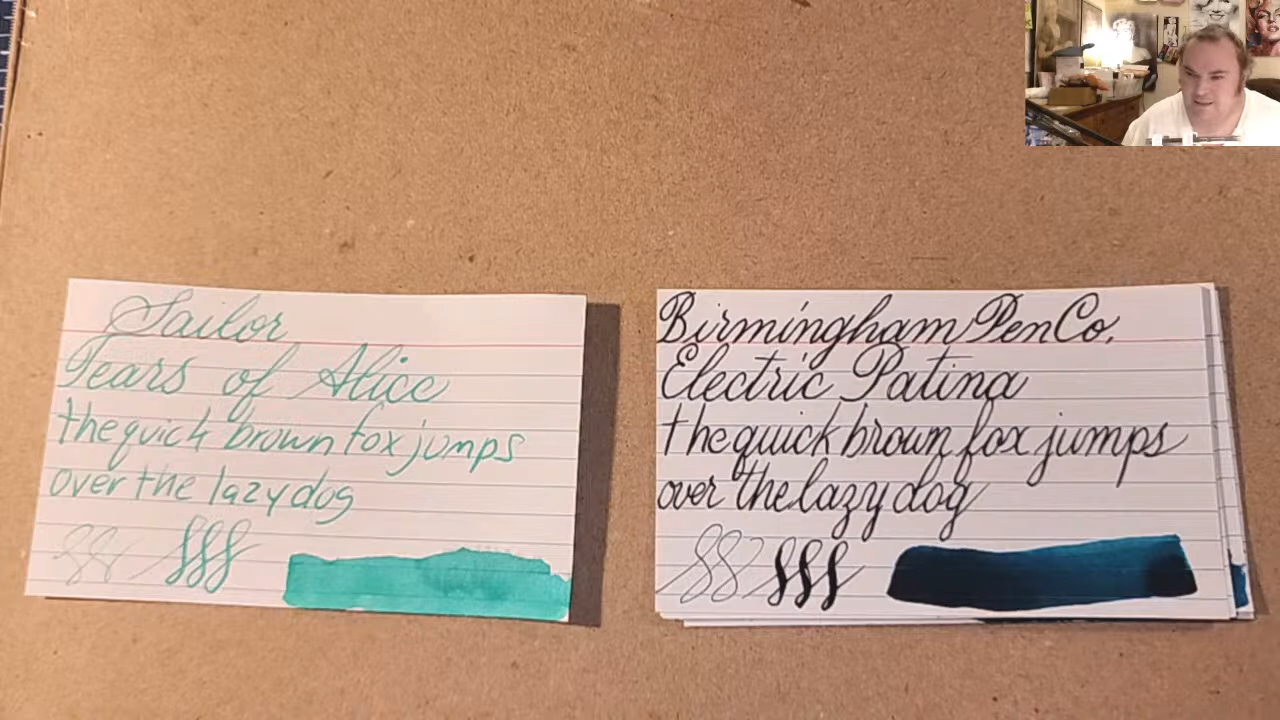 Sailor
Tears of Alice
the quick brown fox jumps
over the lazy dog
Birmingham Pen Co.
Electric Patina
the quick brown fox jumps
over the lazy dog